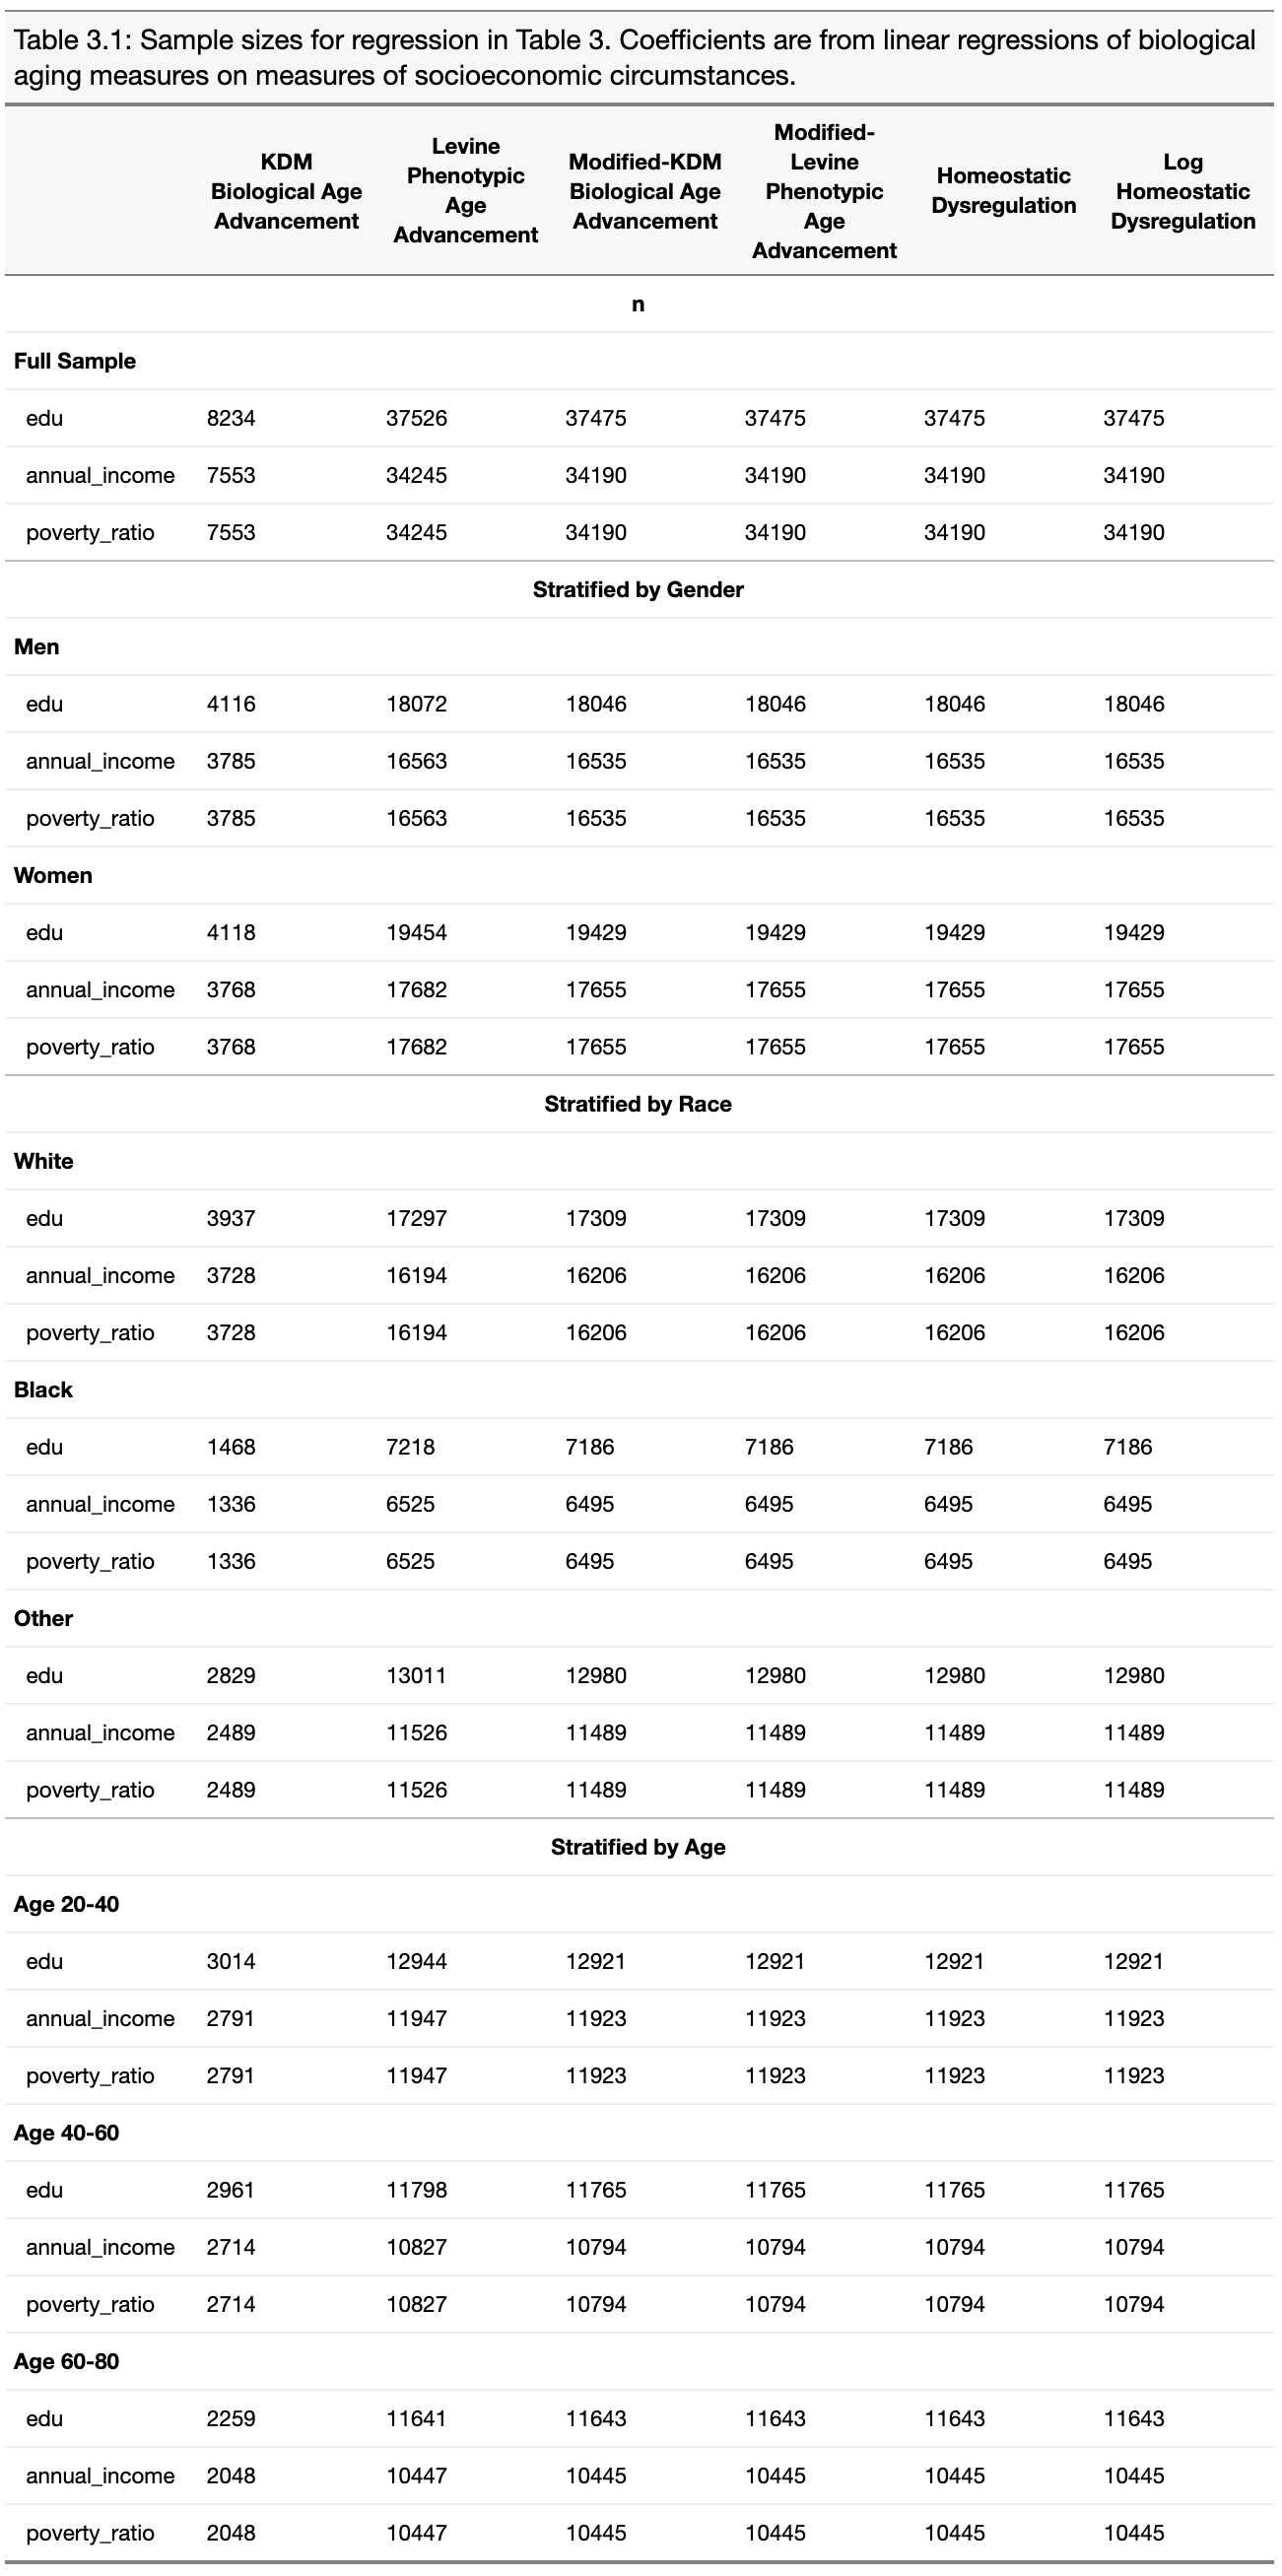 Table 3.1: Sample sizes for regression in Table 3. Coefficients are from linear regressions of biological
aging measures on measures of socioeconomic circumstances.
KDM Biological Age Advancement Levine Phenotypic Age Advancement Modified-KDM Biological Age Advancement Modified-Levine Phenotypic Age Advancement Homeostatic Dysregulation Log Homeostatic Dysregulation
n
Full Sample
edu 8234 37526 37475 37475 37475 37475
annual_income 7553 34245 34190 34190 34190 34190
poverty_ratio 7553 34245 34190 34190 34190 34190
Stratified by Gender
Men
edu 4116 18072 18046 18046 18046 18046
annual_income 3785 16563 16535 16535 16535 16535
poverty_ratio 3785 16563 16535 16535 16535 16535
Women
edu 4118 19454 19429 19429 19429 19429
annual_income 3768 17682 17655 17655 17655 17655
poverty_ratio 3768 17682 17655 17655 17655 17655
Stratified by Race
White
edu 3937 17297 17309 17309 17309 17309
annual_income 3728 16194 16206 16206 16206 16206
poverty_ratio 3728 16194 16206 16206 16206 16206
Black
edu 1468 7218 7186 7186 7186 7186
annual_income 1336 6525 6495 6495 6495 6495
poverty_ratio 1336 6525 6495 6495 6495 6495
Other
edu 2829 13011 12980 12980 12980 12980
annual_income 2489 11526 11489 11489 11489 11489
poverty_ratio 2489 11526 11489 11489 11489 11489
Stratified by Age
Age 20-40
edu 3014 12944 12921 12921 12921 12921
annual_income 2791 11947 11923 11923 11923 11923
poverty_ratio 2791 11947 11923 11923 11923 11923
Age 40-60
edu 2961 11798 11765 11765 11765 11765
annual_income 2714 10827 10794 10794 10794 10794
poverty_ratio 2714 10827 10794 10794 10794 10794
Age 60-80
edu 2259 11641 11643 11643 11643 11643
annual_income 2048 10447 10445 10445 10445 10445
poverty_ratio 2048 10447 10445 10445 10445 10445